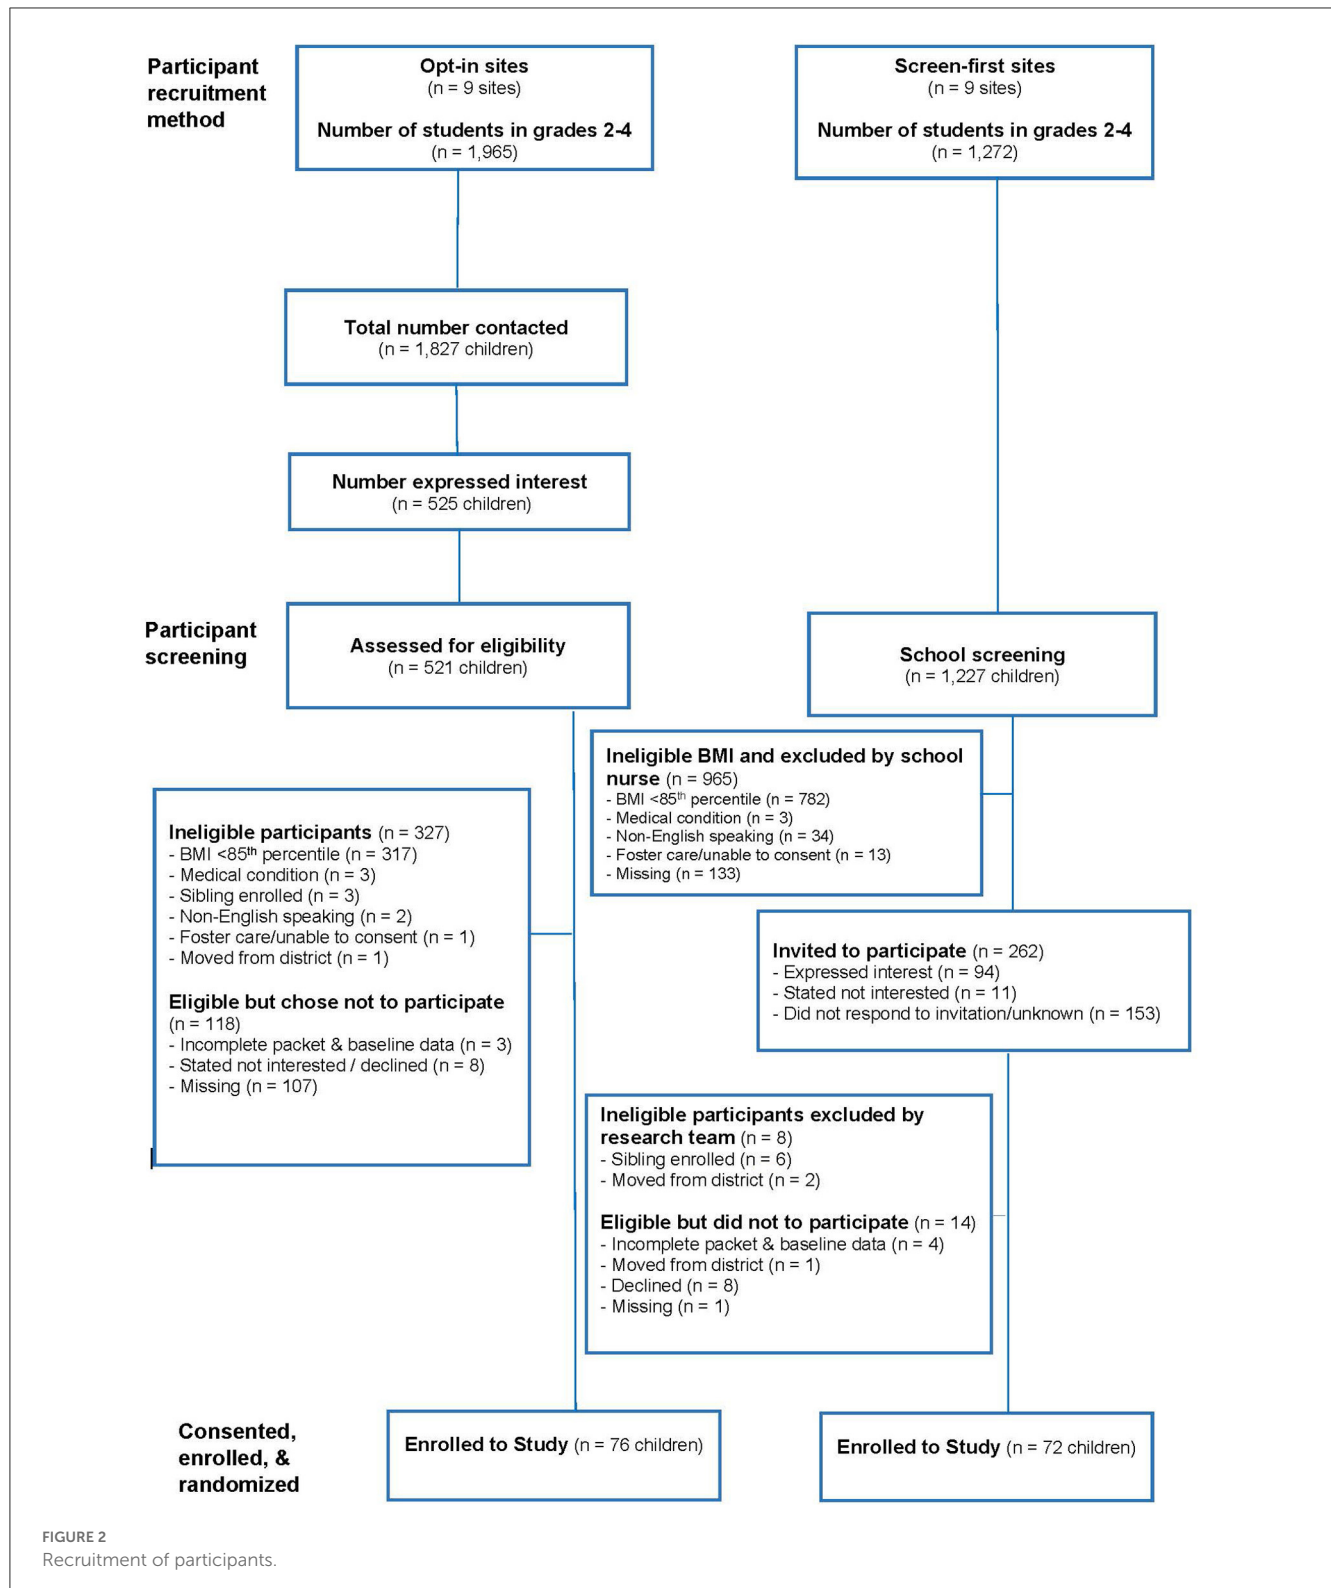 Participant
recruitment
method
Opt-in sites
(n = 9 sites)
Number of students in grades 2-4
(n = 1,965)
Screen-first sites
(n = 9 sites)
Number of students in grades 2-4
(n = 1,272)
Total number contacted
(n = 1,827 children)
Number expressed interest
(n = 525 children)
Participant
screening
Assessed for eligibility
(n = 521 children)
School screening
(n = 1,227 children)
Ineligible BMI and excluded by school
nurse (n = 965)
- BMI <85th percentile (n = 782)
- Medical condition (n = 3)
- Non-English speaking (n = 34)
- Foster care/unable to consent (n = 13)
- Missing (n = 133)
Ineligible participants (n = 327)
- BMI <85th percentile (n = 317)
- Medical condition (n = 3)
- Sibling enrolled (n = 3)
- Non-English speaking (n = 2)
- Foster care/unable to consent (n = 1)
- Moved from district (n = 1)
Eligible but chose not to participate
(n = 118)
- Incomplete packet & baseline data (n = 3)
- Stated not interested / declined (n = 8)
- Missing (n = 107)
Invited to participate (n = 262)
- Expressed interest (n = 94)
- Stated not interested (n = 11)
- Did not respond to invitation/unknown (n = 153)
Ineligible participants excluded by
research team (n = 8)
- Sibling enrolled (n = 6)
- Moved from district (n = 2)
Eligible but did not to participate (n = 14)
- Incomplete packet & baseline data (n = 4)
- Moved from district (n = 1)
- Declined (n = 8)
- Missing (n = 1)
Consented,
enrolled, &
randomized
Enrolled to Study (n = 76 children)
Enrolled to Study (n = 72 children)
FIGURE 2
Recruitment of participants.